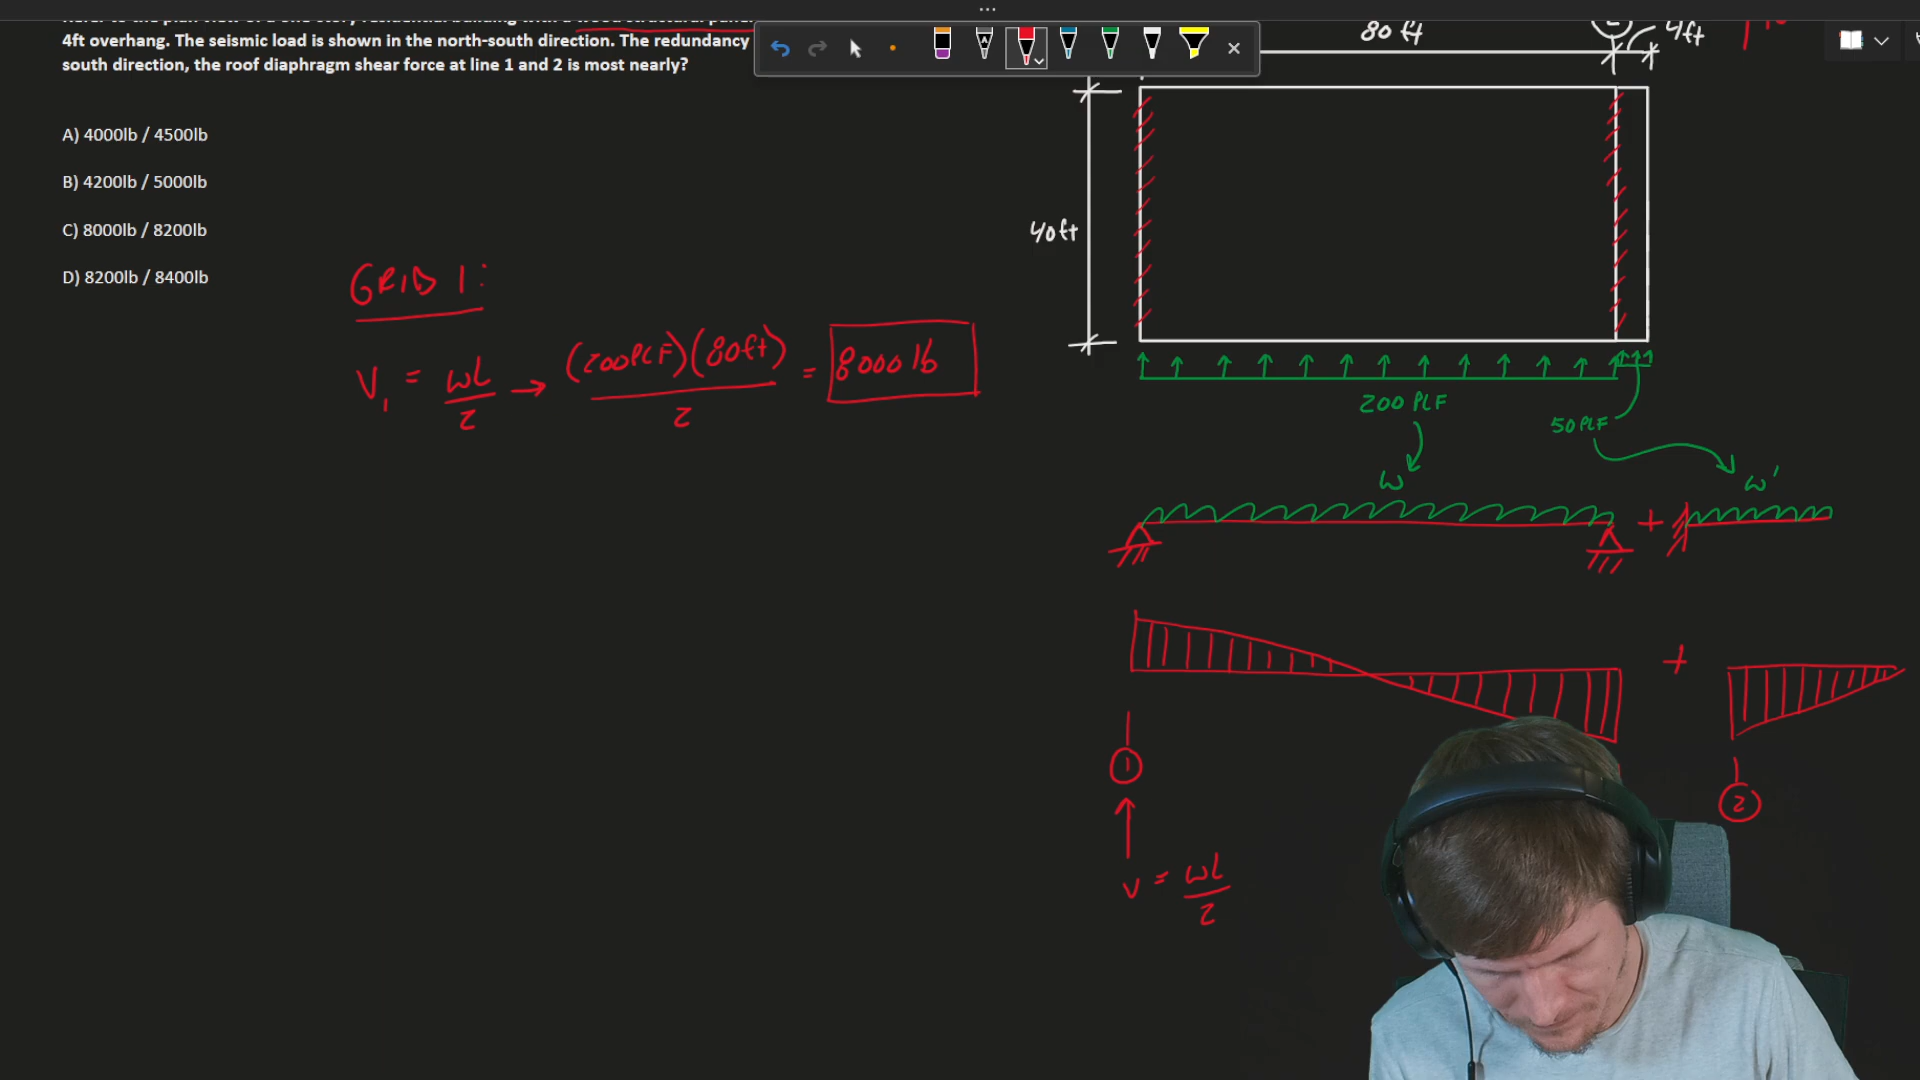 4ft overhang. The seismic load is shown in the north-south direction. The redundancy
south direction, the roof diaphragm shear force at line 1 and 2 is most nearly?
A) 4000lb / 4500lb
B) 4200lb / 5000lb
C) 8000lb / 8200lb
D) 8200lb / 8400lb
GRID 1:
V₁ = wL/2 → (200PLF)(80ft)/2 = 8000 lb
80 ft
4ft
40ft
200 PLF
50 PLF
w
w'
+
+
1
2
V = wL/2